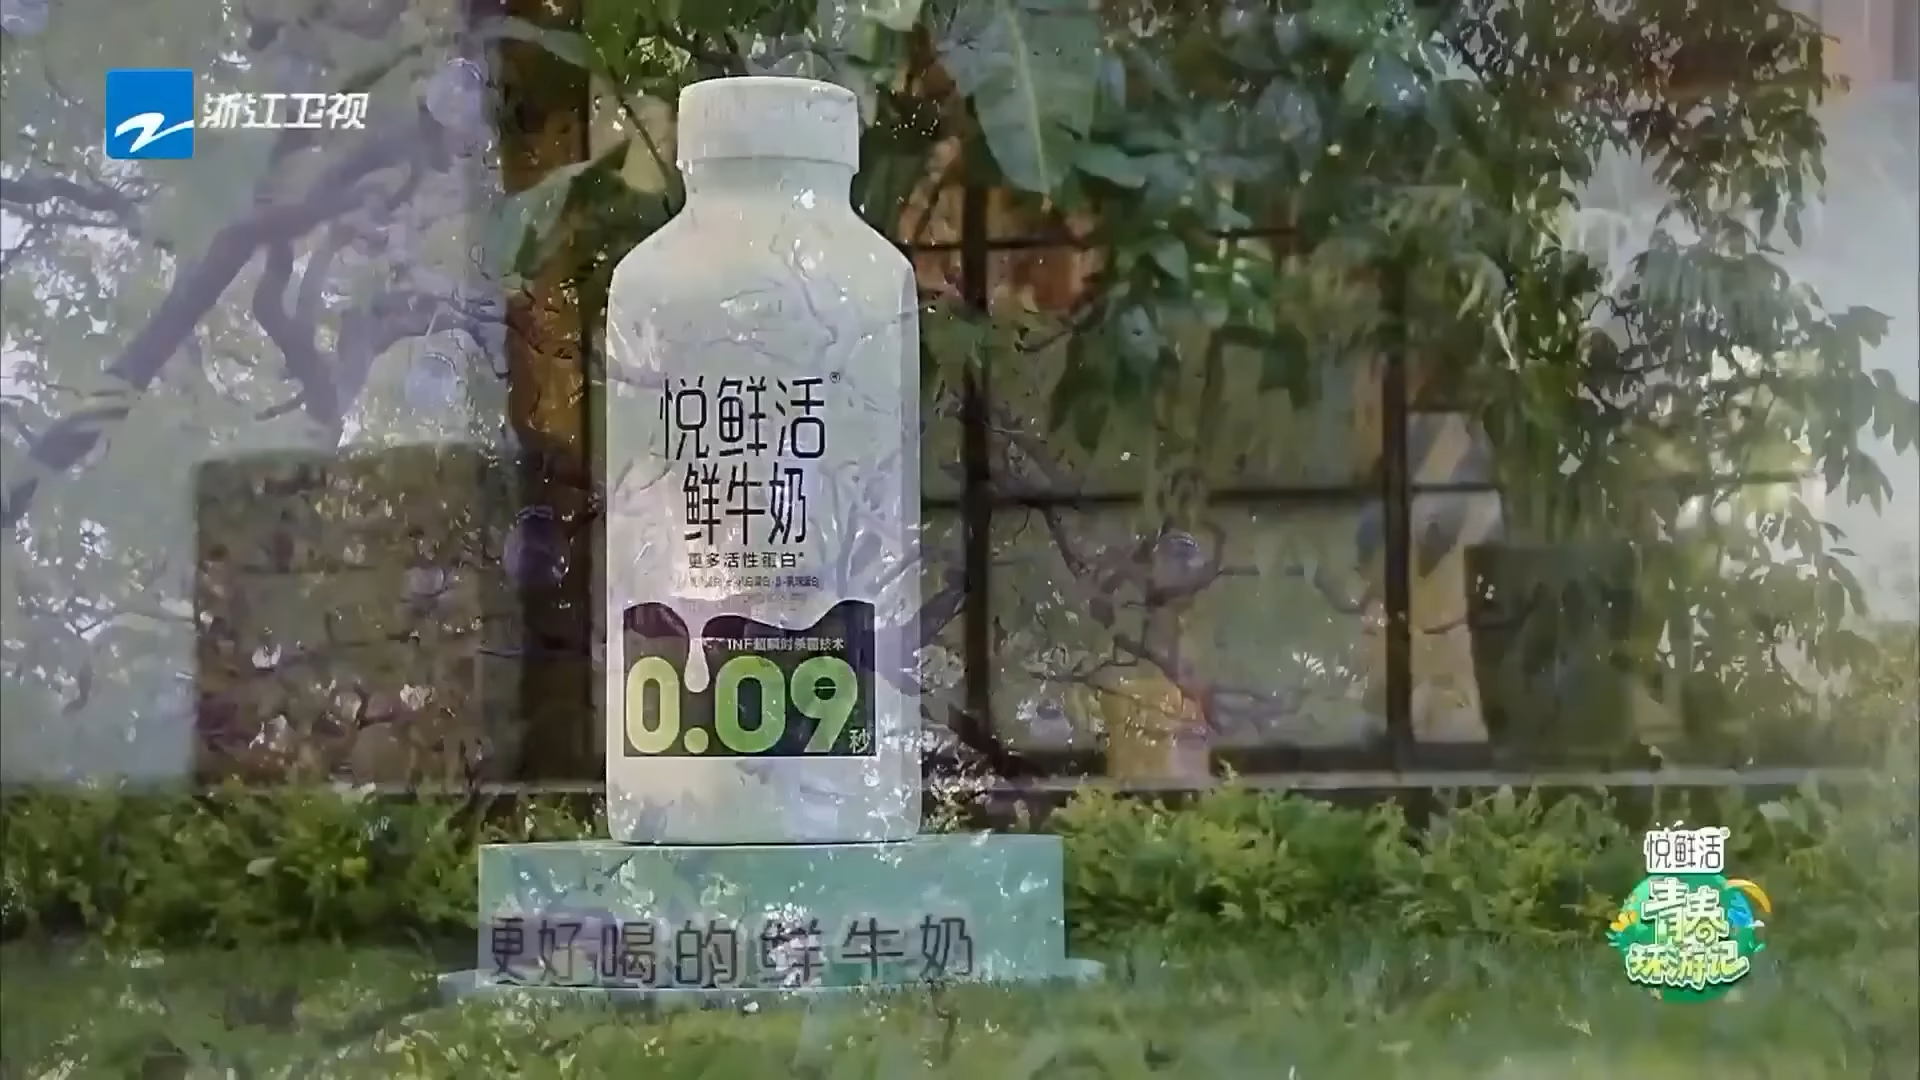 浙江卫视
悦鲜活®
鲜牛奶
更多活性蛋白*
INF超瞬时杀菌技术
0.09秒
更好喝的鲜牛奶
悦鲜活
青春
环游记